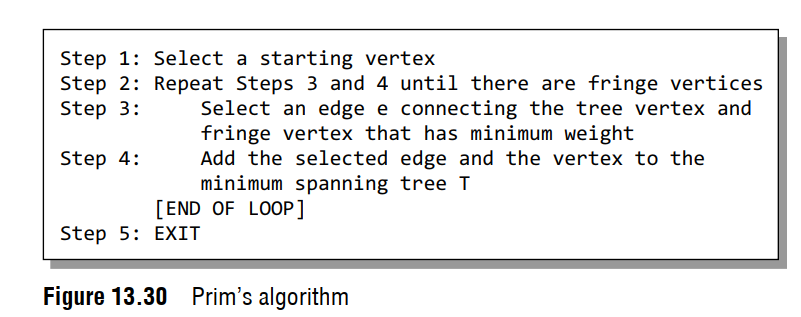 Step 1: Select a starting vertex
Step 2: Repeat Steps 3 and 4 until there are fringe vertices
Step 3: Select an edge e connecting the tree vertex and
fringe vertex that has minimum weight
Step 4: Add the selected edge and the vertex to the
minimum spanning tree T
[END OF LOOP]
Step 5: EXIT
Figure 13.30 Prim's algorithm